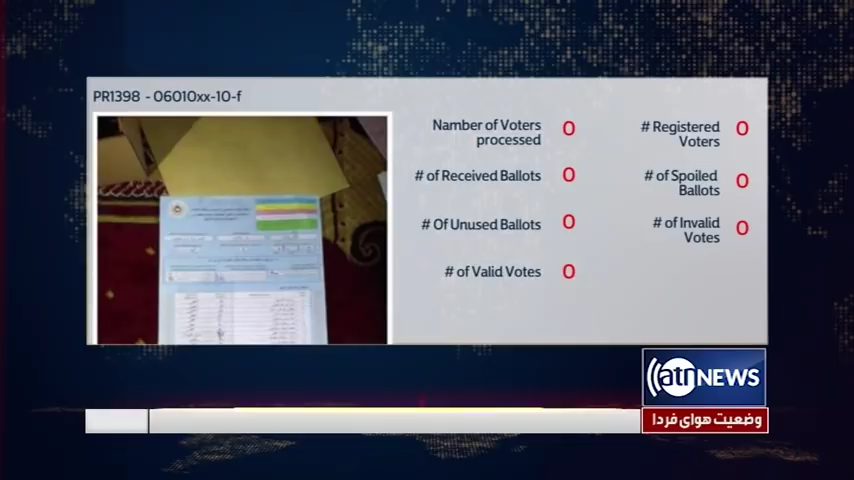 PR1398 - 06010xx-10-f
Namber of Voters
processed
0
# Registered
Voters
0
# of Received Ballots
0
# of Spoiled
Ballots
0
# Of Unused Ballots
0
# of Invalid
Votes
0
# of Valid Votes
0
atn NEWS
وضعیت هوای فردا